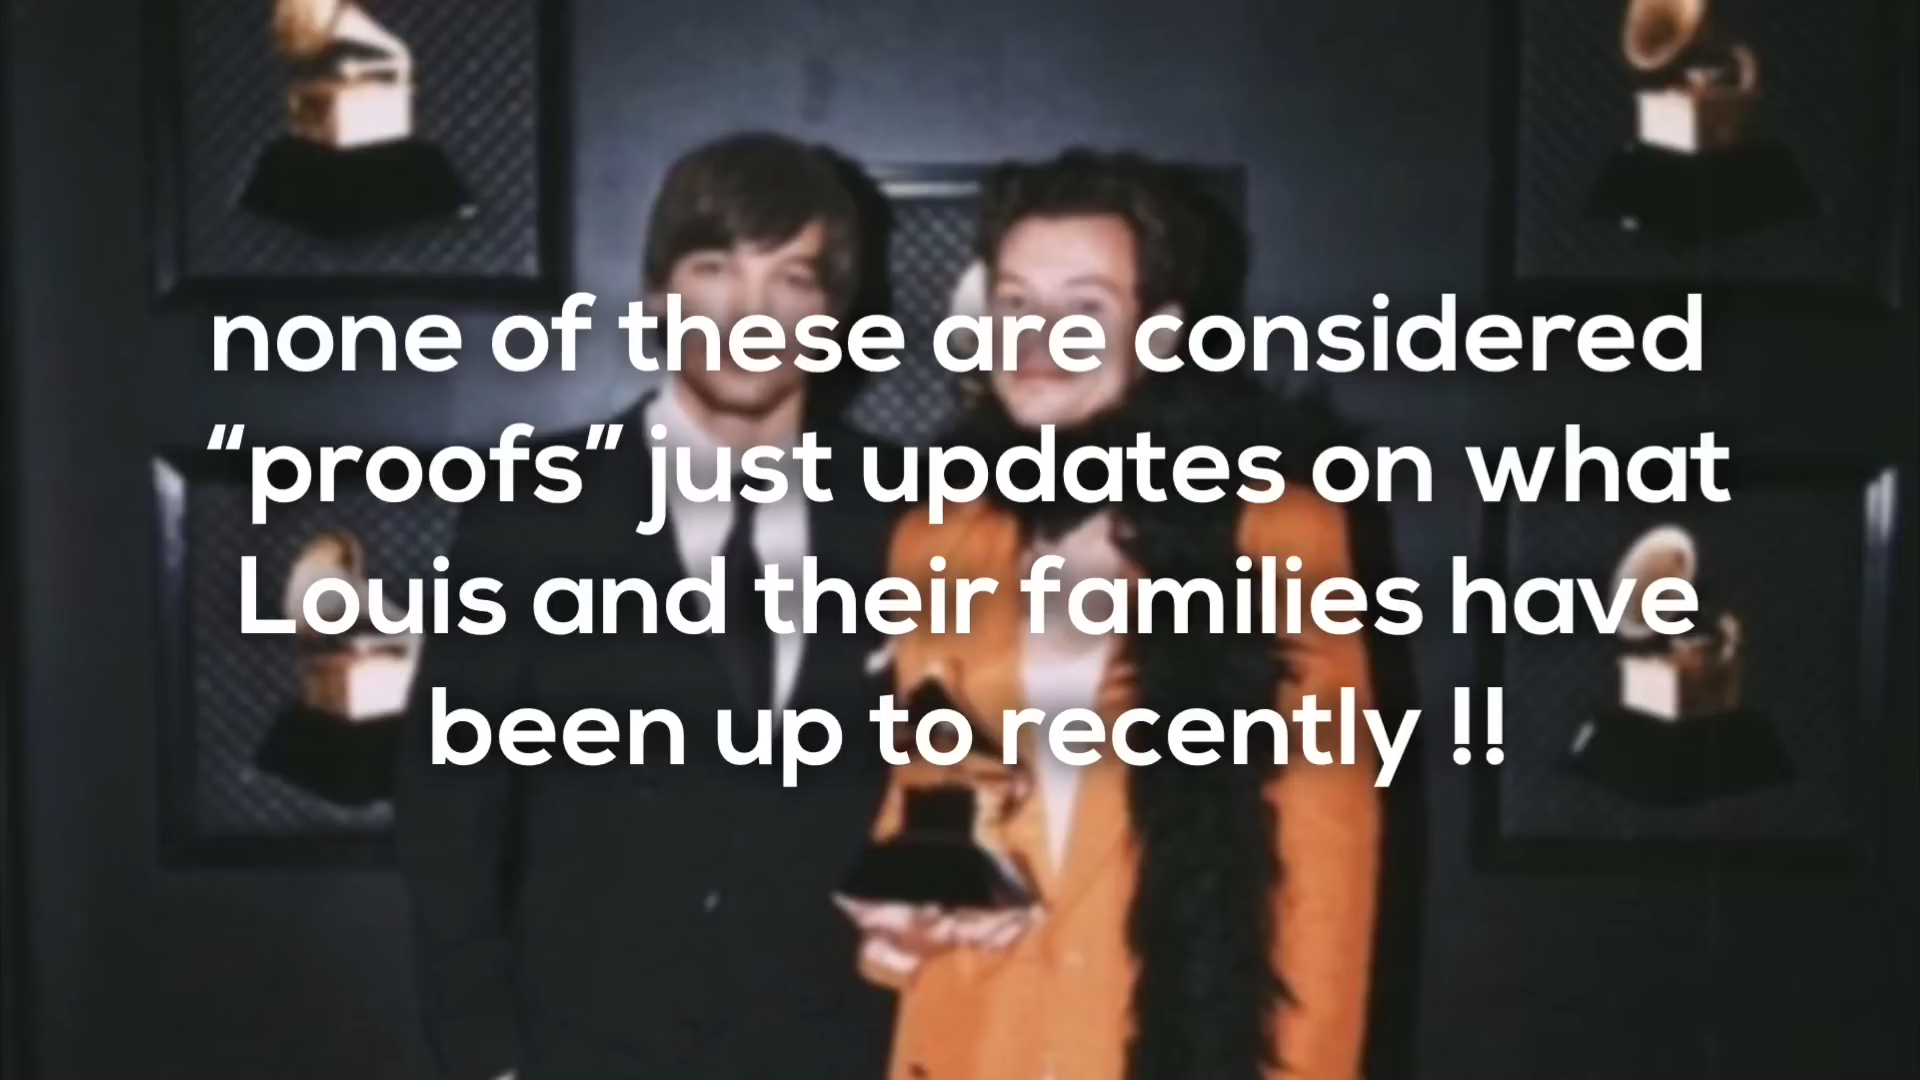 none of these are considered
“proofs” just updates on what
Louis and their families have
been up to recently !!